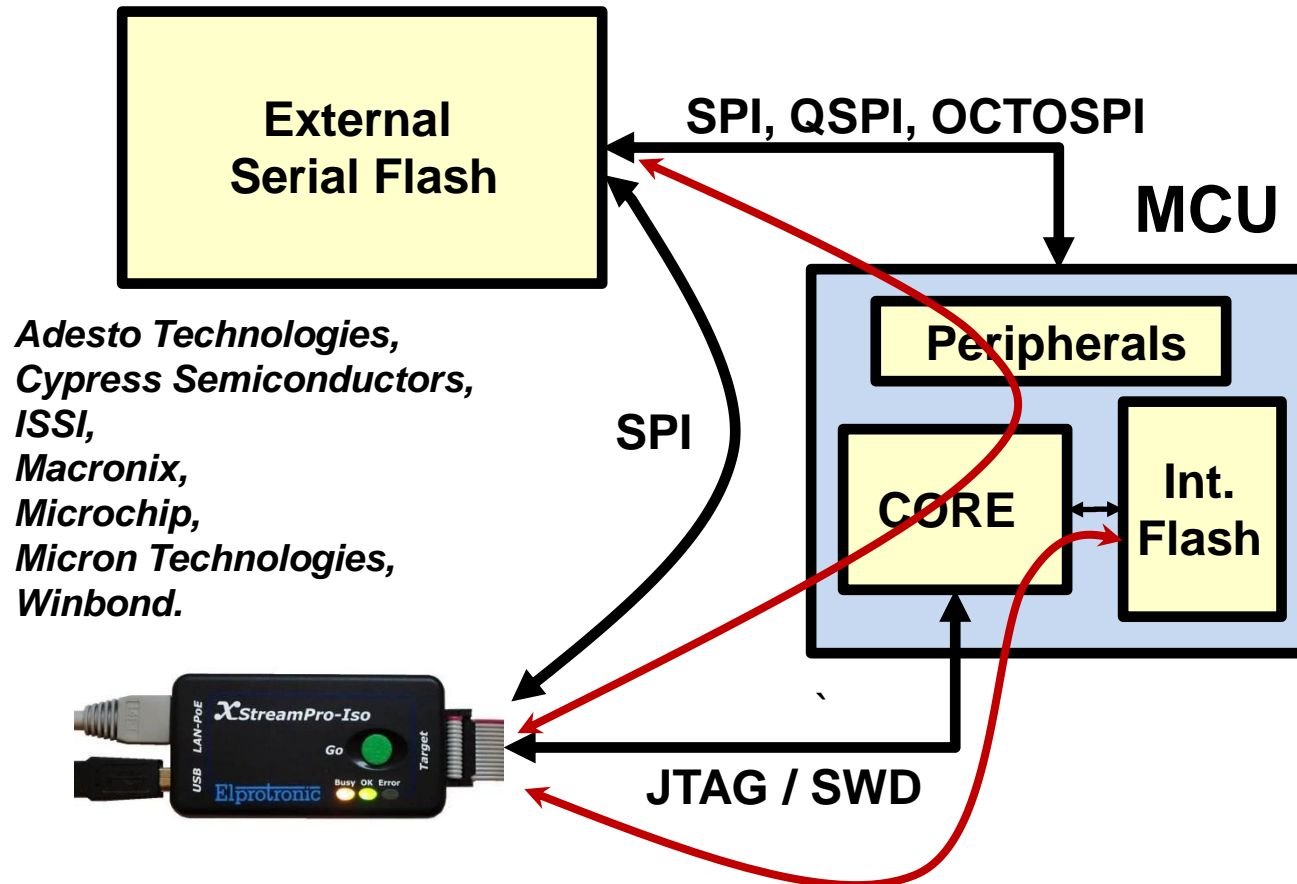 External
Serial Flash
SPI, QSPI, OCTOSPI
MCU
Peripherals
CORE
Int.
Flash
SPI
Adesto Technologies,
Cypress Semiconductors,
ISSI,
Macronix,
Microchip,
Micron Technologies,
Winbond.
`
JTAG / SWD
LAN-PoE
USB
XStreamPro-Iso
Go
Target
Busy OK Error
Elprotronic